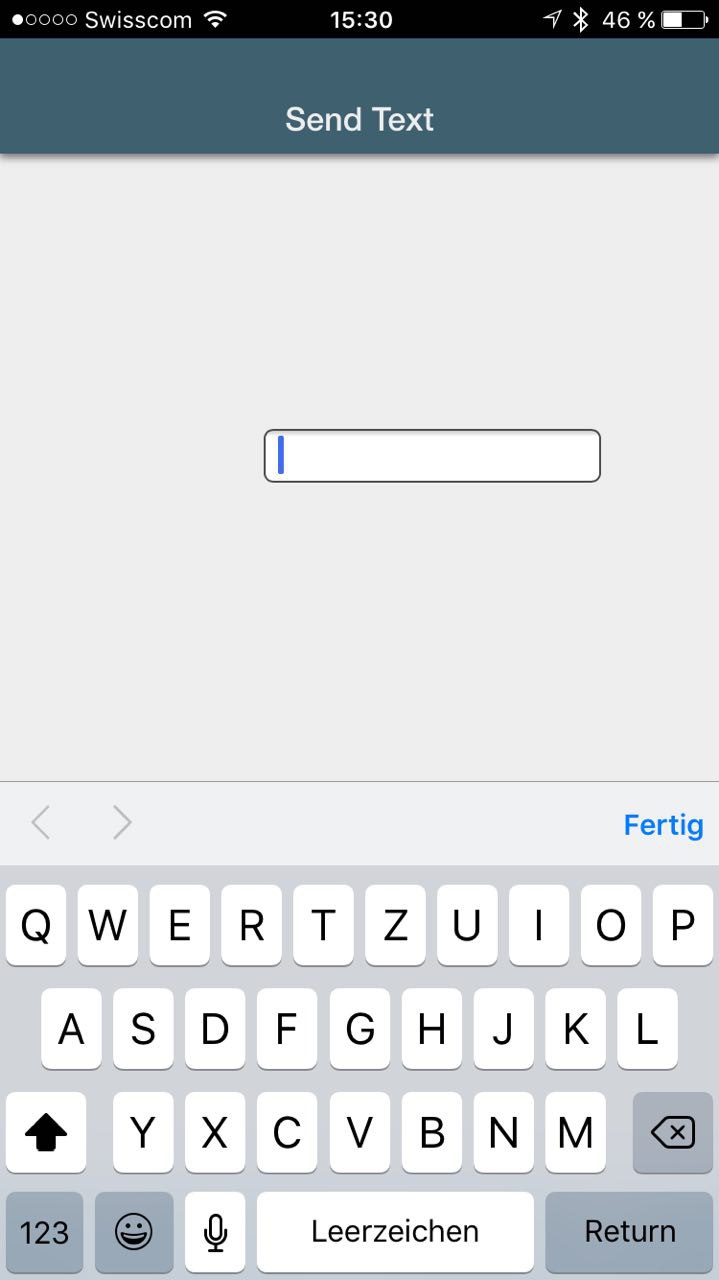 Swisscom 15:30 46 %
Send Text
Fertig
Q W E R T Z U I O P
A S D F G H J K L
Y X C V B N M
123 Leerzeichen Return